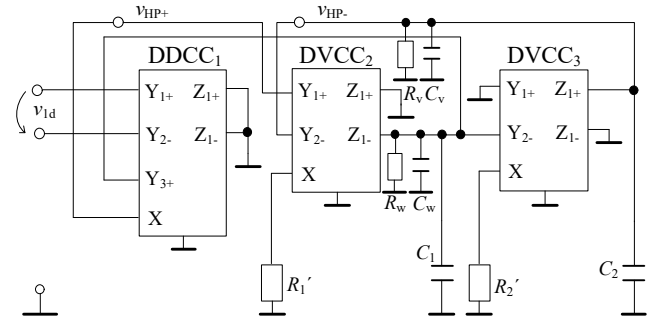 vHP+
vHP-
DDCC1
DVCC2
DVCC3
v1d
Y1+ Z1+
Y2- Z1-
Y3+
X
Y1+ Z1+
Y2- Z1-
X
Rv Cv
Rw Cw
Y1+ Z1+
Y2- Z1-
X
R1´
C1
R2´
C2